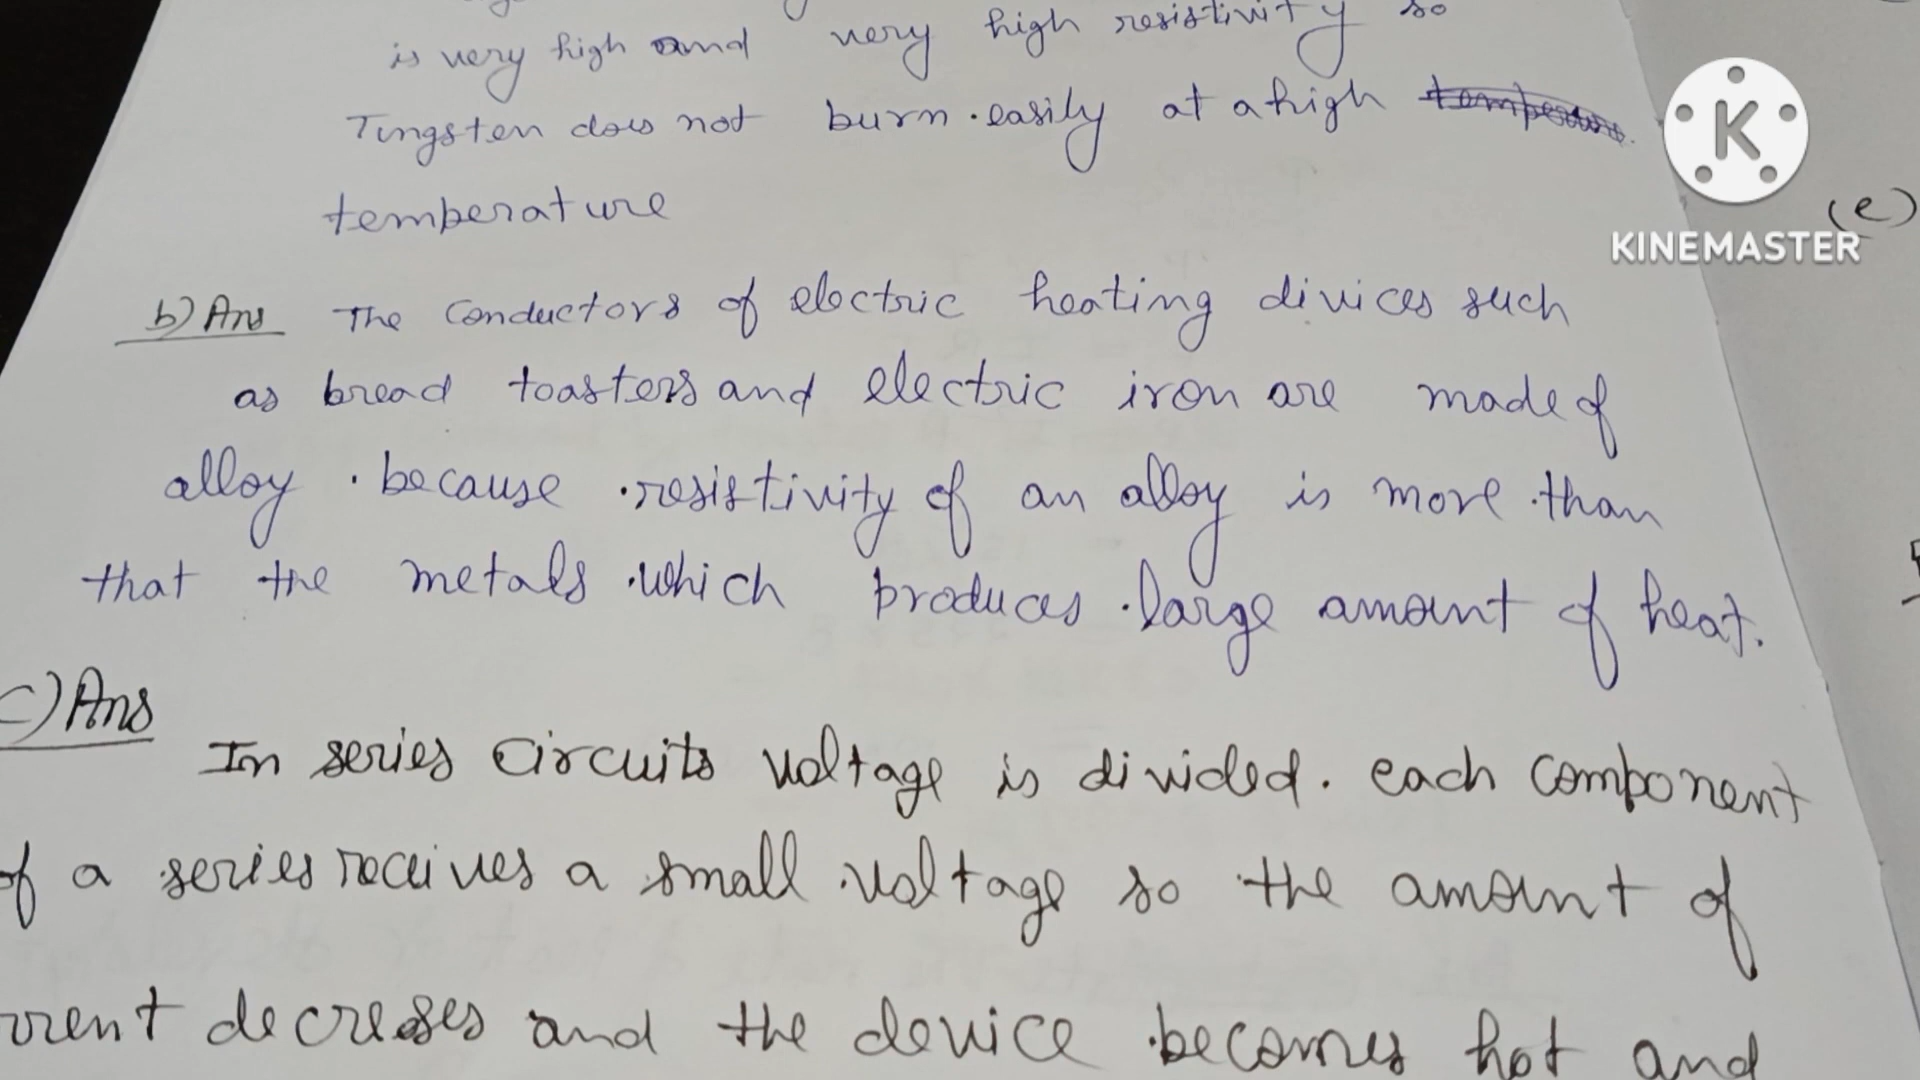 is very high and very high resistivity so
Tungsten does not burn easily at a high
temperature
b) Ans The conductors of electric heating divices such
as bread toasters and electric iron are made of
alloy. because resistivity of an alloy is more than
that the metals which produces large amount of heat.
c) Ans
In series circuits voltage is divided. each component
of a series receives a small voltage so the amount of
rrent decreases and the device becomes hot and
(e)
K
KINEMASTER